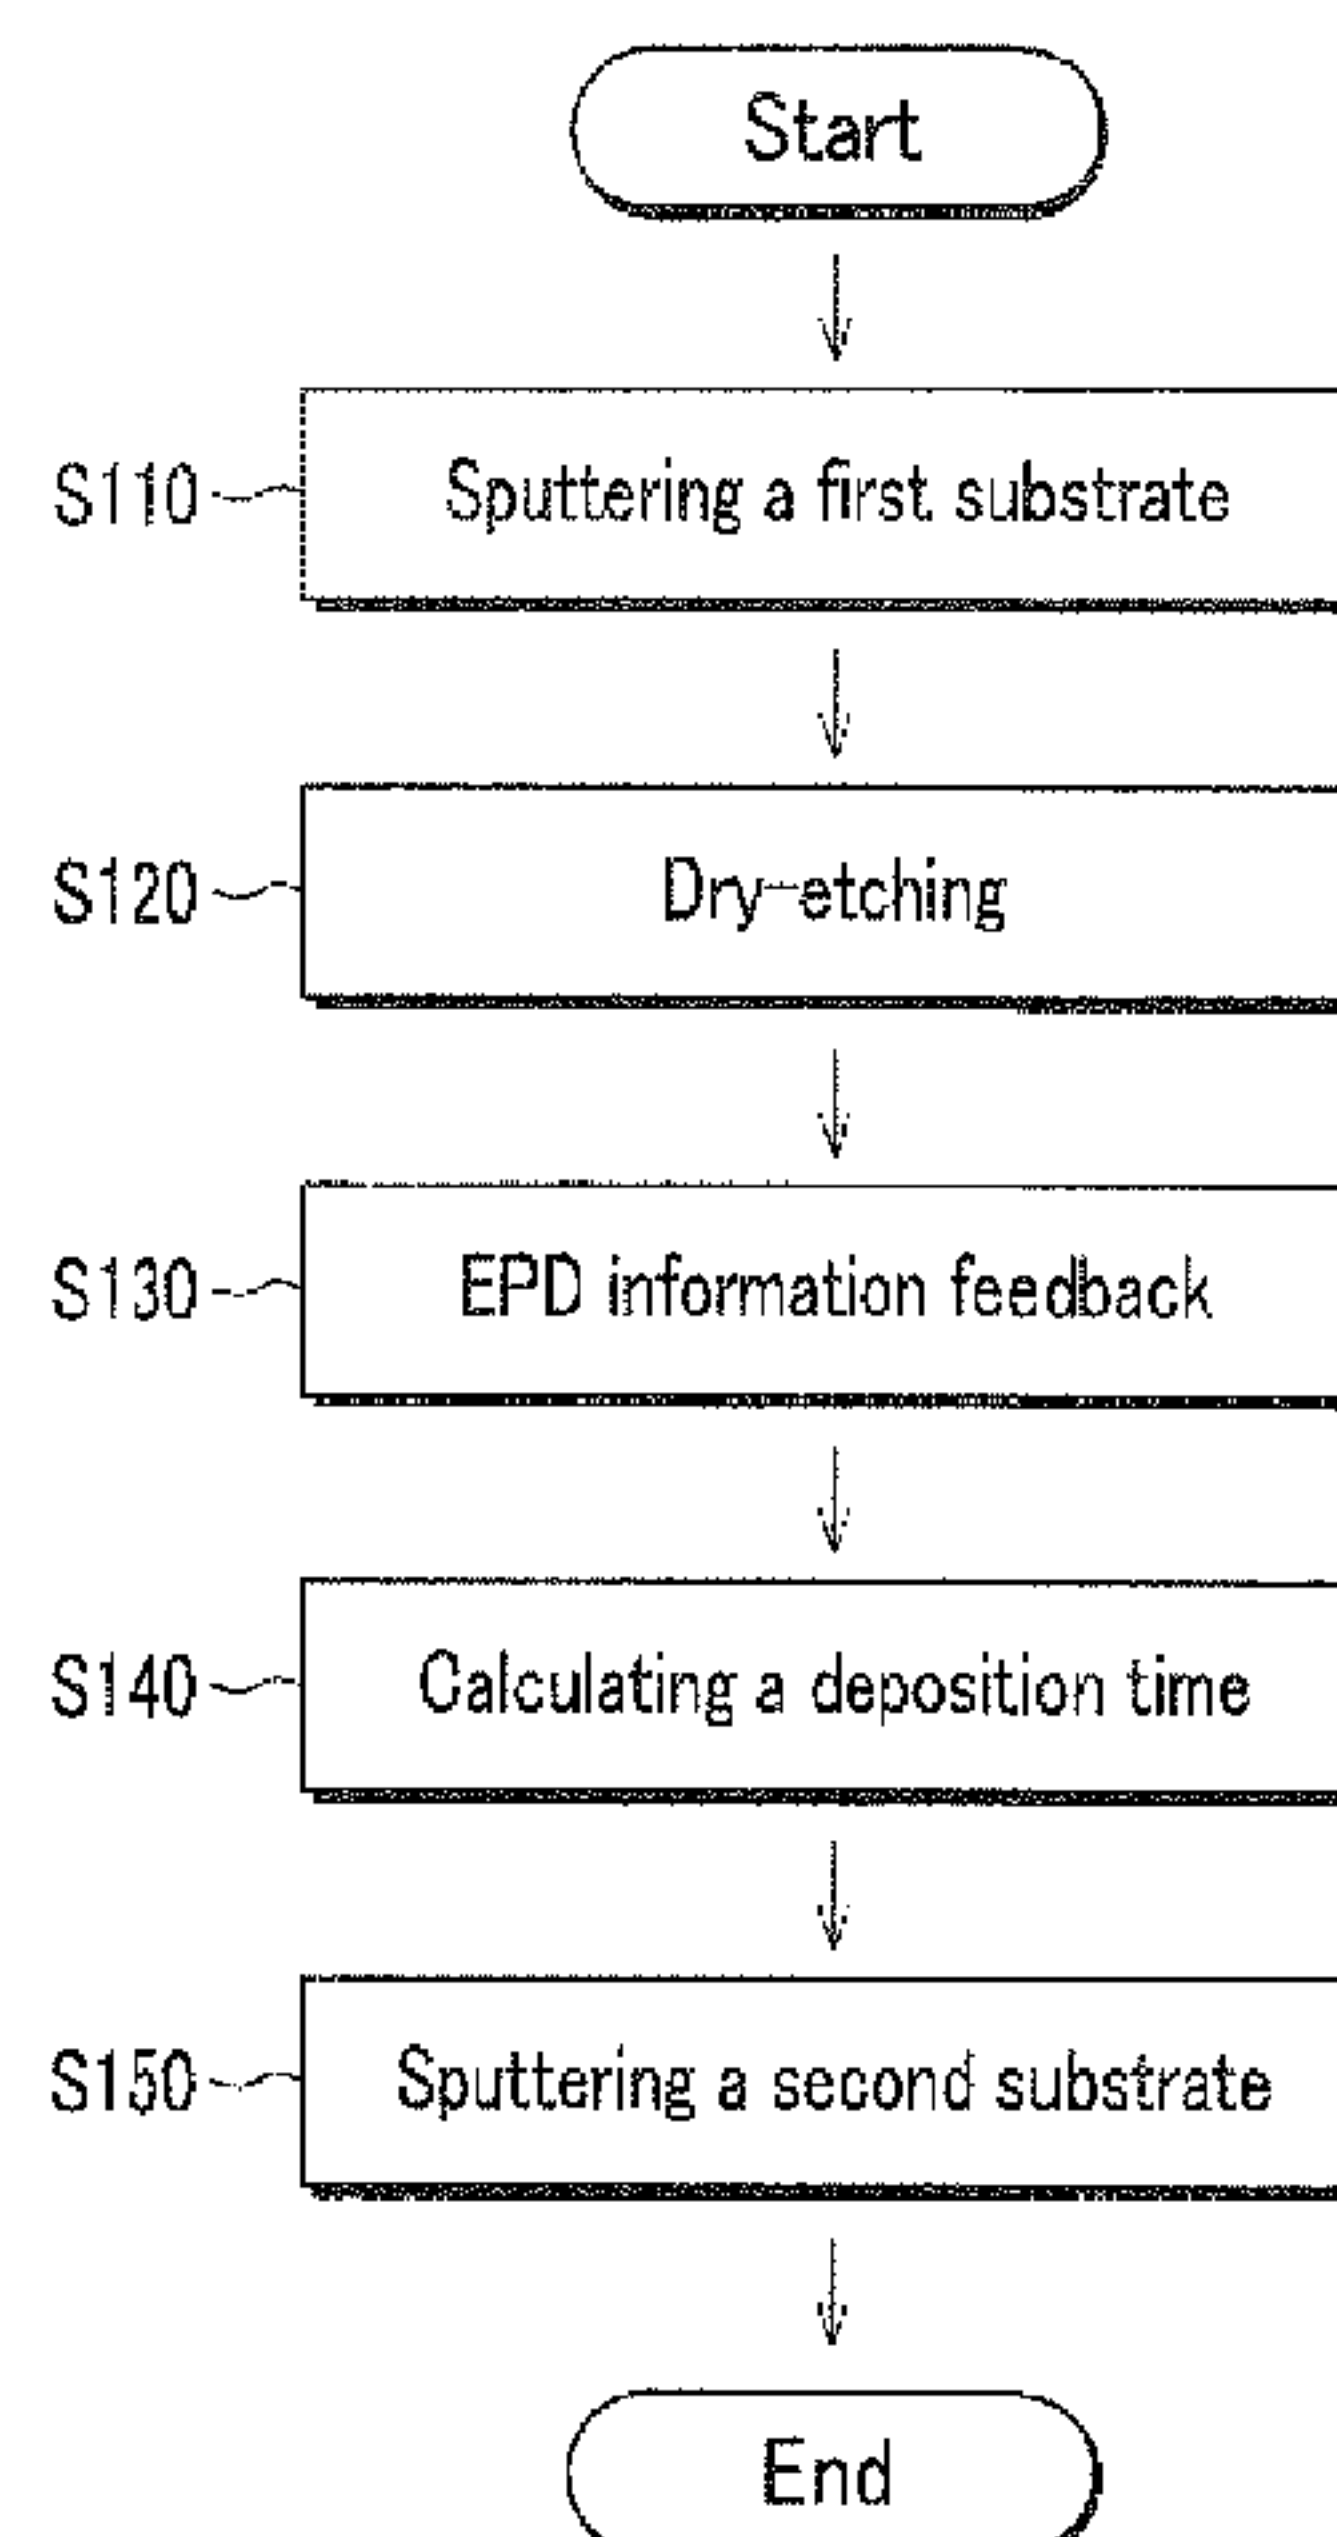 Start
S110 Sputtering a first substrate
S120 Dry-etching
S130 EPD information feedback
S140 Calculating a deposition time
S150 Sputtering a second substrate
End